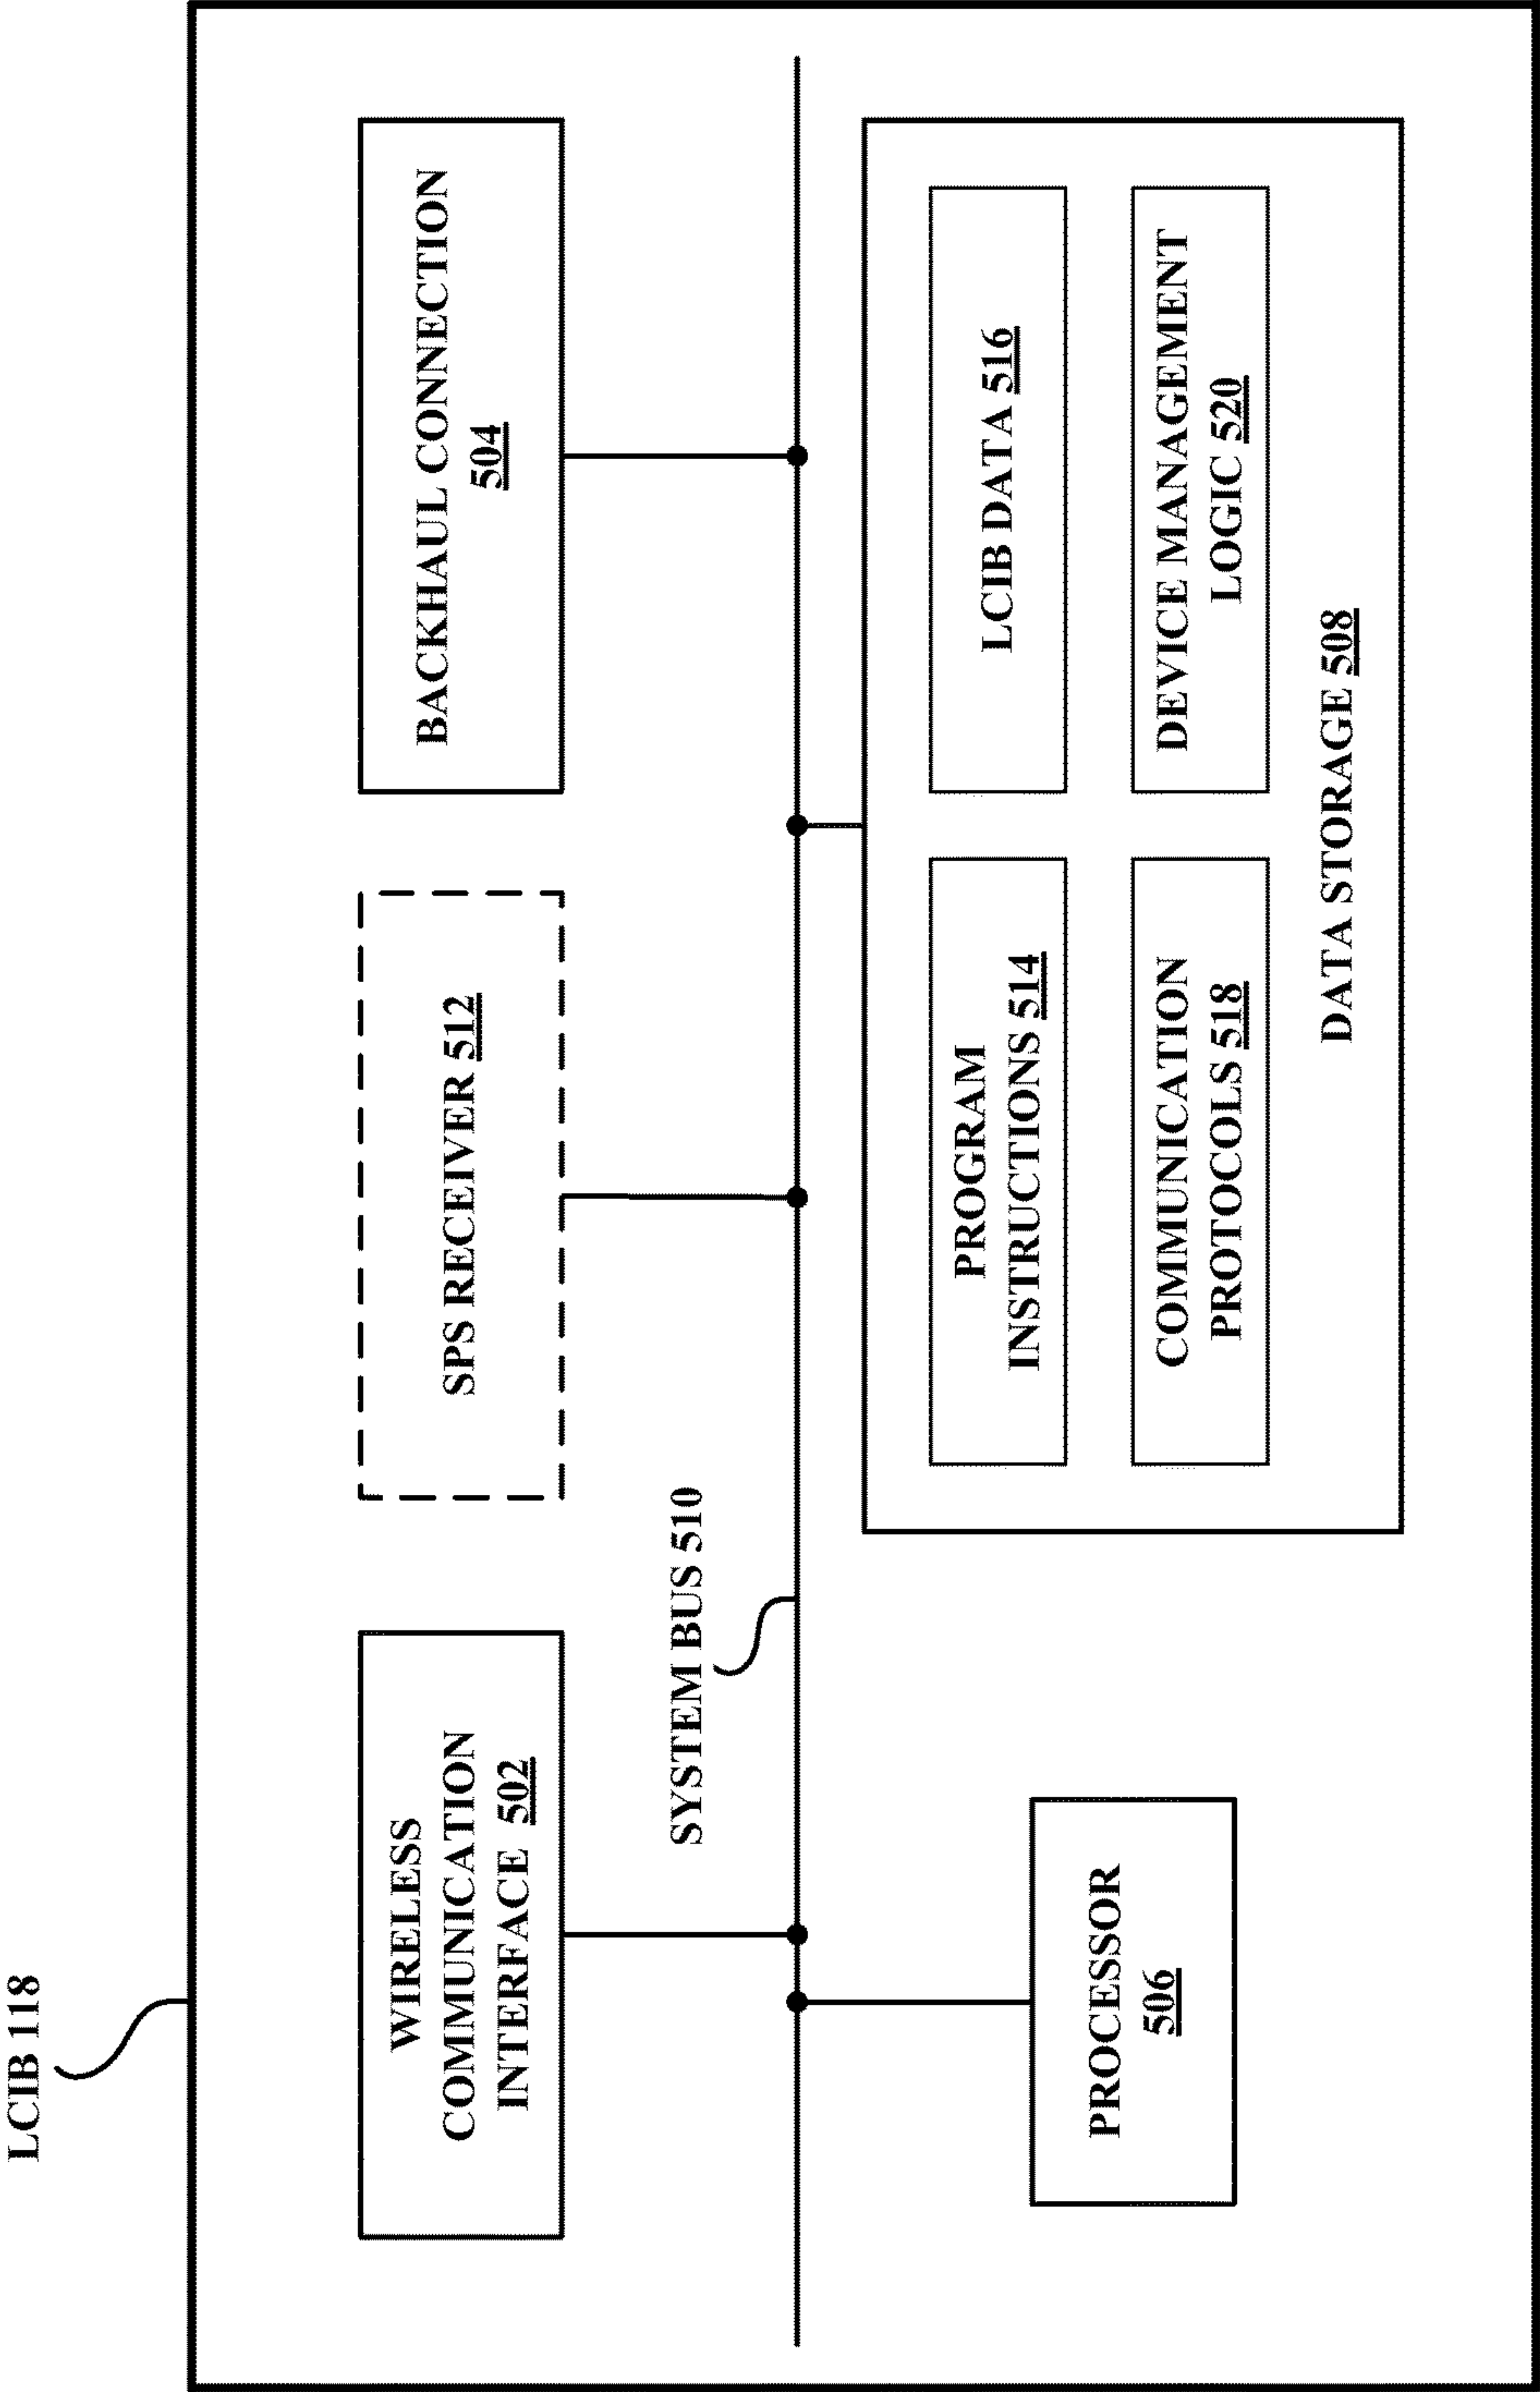 LCIB 118
WIRELESS
COMMUNICATION
INTERFACE 502
SPS RECEIVER 512
BACKHAUL CONNECTION
504
SYSTEM BUS 510
PROCESSOR
506
PROGRAM
INSTRUCTIONS 514
LCIB DATA 516
COMMUNICATION
PROTOCOLS 518
DEVICE MANAGEMENT
LOGIC 520
DATA STORAGE 508